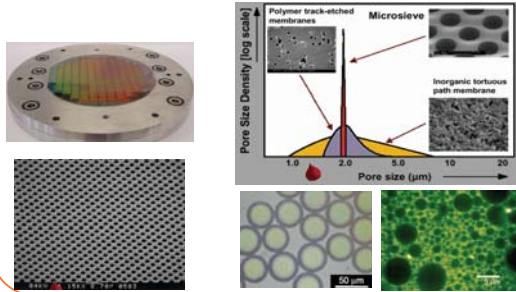 Polymer track-etched
membranes
Microsieve
Inorganic tortuous
path membrane
Pore Size Density [log scale]
1.0
2.0
5.0
10
20
Pore size (µm)
15KV
50 µm